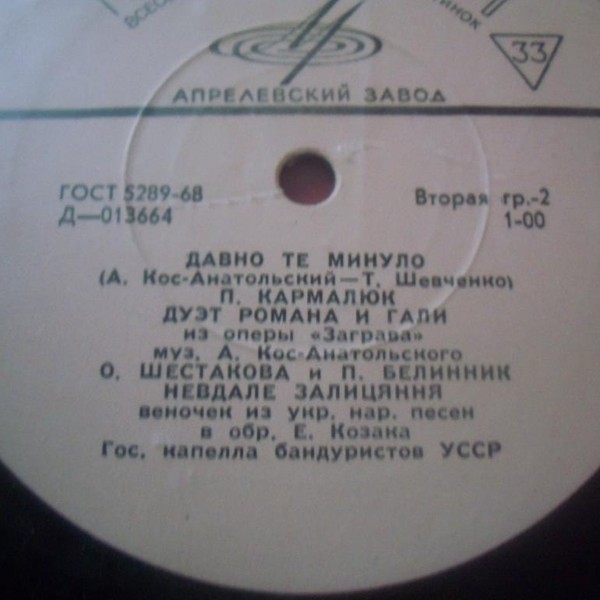 33
АПРЕЛЕВСКИЙ ЗАВОД
ГОСТ 5289-68
Вторая гр.-2
Д—013664
1-00
ДАВНО ТЕ МИНУЛО
(А. Кос-Анатольский—Т. Шевченко)
П. КАРМАЛЮК
ДУЭТ РОМАНА И ГАЛИ
из оперы «Заграва»
муз. А. Кос-Анатольского
О. ШЕСТАКОВА и П. БЕЛИННИК
НЕВДАЛЕ ЗАЛИЦЯННЯ
веночек из укр. нар. песен
в обр. Е. Козака
Гос. капелла бандуристов УССР